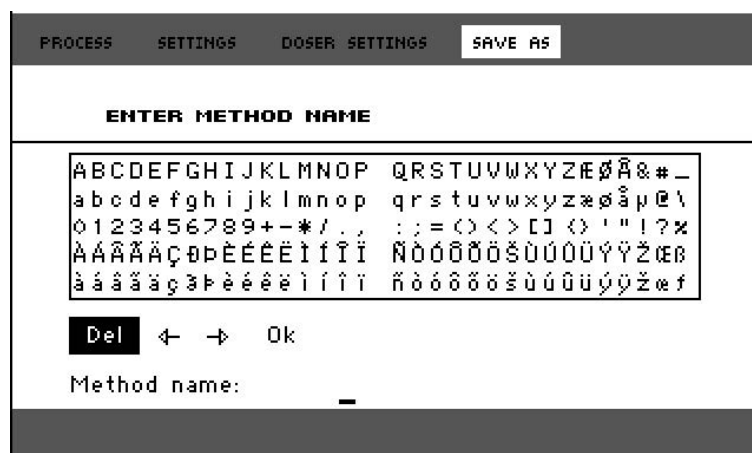 PROCESS SETTINGS DOSER SETTINGS SAVE AS
ENTER METHOD NAME
ABCDEFGHIJKLMNOP QRSTUVWXYZÆØÅ&#_
abcdefghijklmnop qrstuvwxyzæøåµ@\
0123456789+-*/., :;=()<>[]{}'"!?%
Del Ok
Method name: